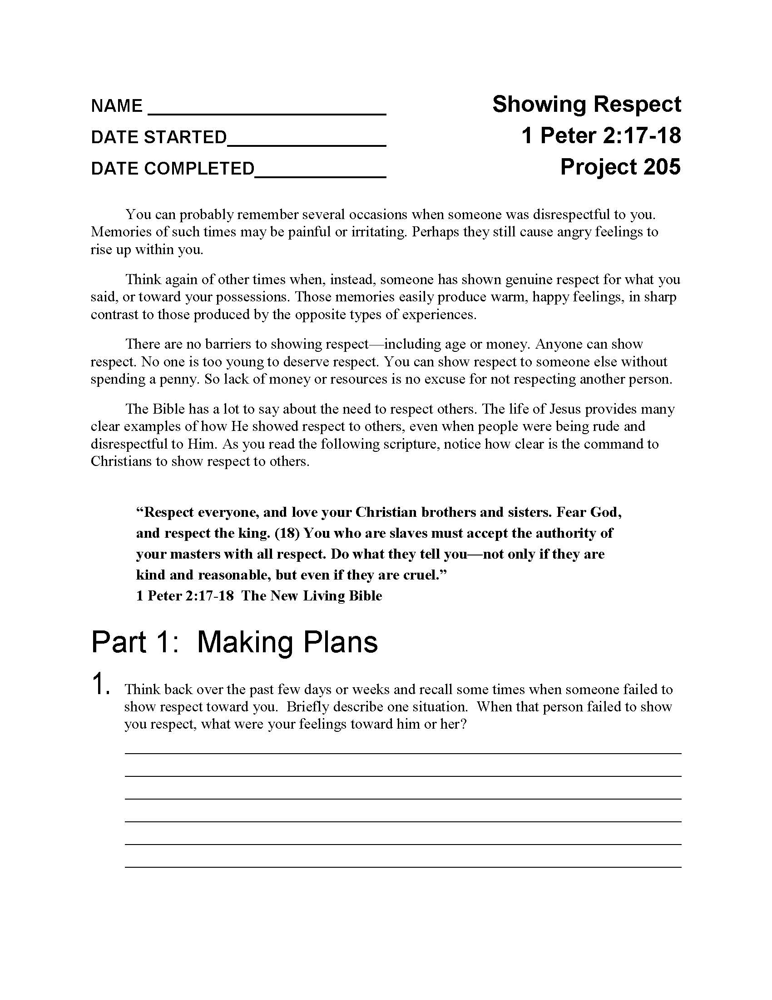 NAME
Showing Respect
DATE STARTED
1 Peter 2:17-18
DATE COMPLETED
Project 205
You can probably remember several occasions when someone was disrespectful to you.
Memories of such times may be painful or irritating. Perhaps they still cause angry feelings to
rise up within you.
Think again of other times when, instead, someone has shown genuine respect for what you
said, or toward your possessions. Those memories easily produce warm, happy feelings, in sharp
contrast to those produced by the opposite types of experiences.
There are no barriers to showing respect—including age or money. Anyone can show
respect. No one is too young to deserve respect. You can show respect to someone else without
spending a penny. So lack of money or resources is no excuse for not respecting another person.
The Bible has a lot to say about the need to respect others. The life of Jesus provides many
clear examples of how He showed respect to others, even when people were being rude and
disrespectful to Him. As you read the following scripture, notice how clear is the command to
Christians to show respect to others.
“Respect everyone, and love your Christian brothers and sisters. Fear God,
and respect the king. (18) You who are slaves must accept the authority of
your masters with all respect. Do what they tell you—not only if they are
kind and reasonable, but even if they are cruel.”
1 Peter 2:17-18  The New Living Bible
Part 1:  Making Plans
1. Think back over the past few days or weeks and recall some times when someone failed to
show respect toward you.  Briefly describe one situation.  When that person failed to show
you respect, what were your feelings toward him or her?